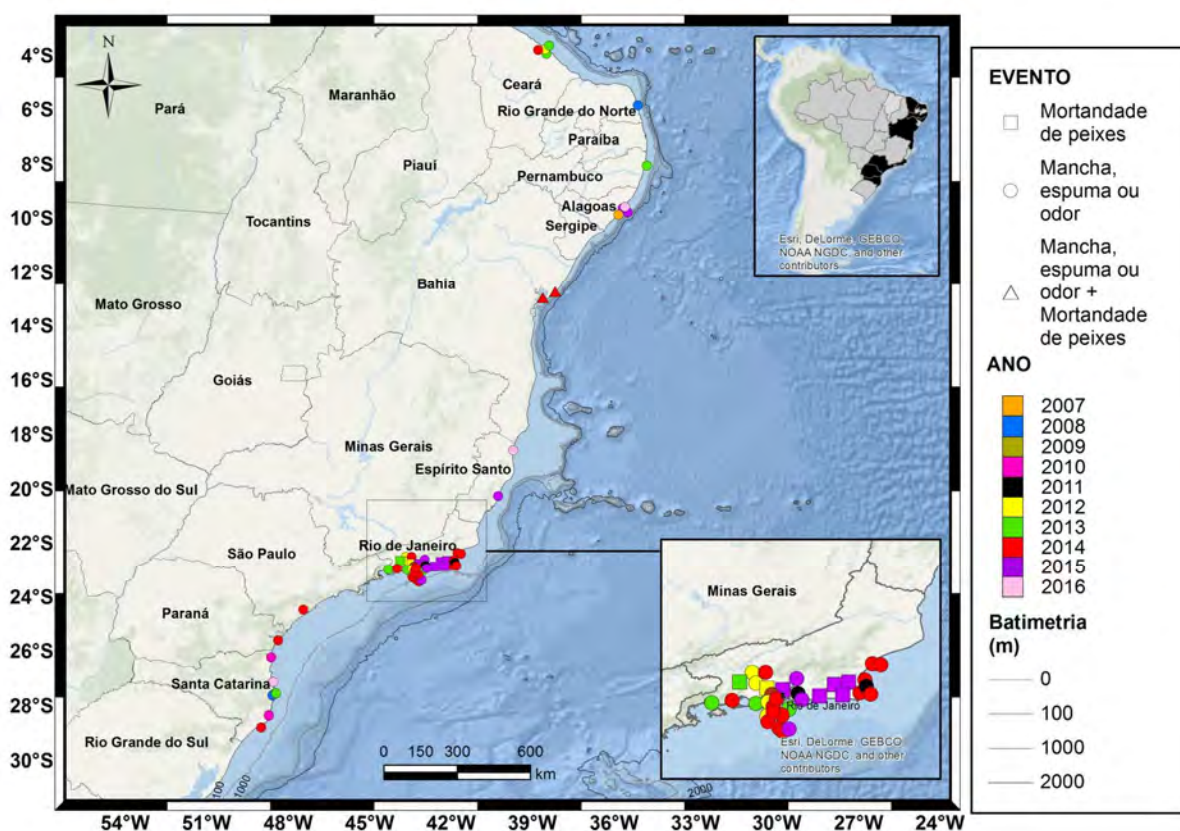 4°S
6°S
8°S
10°S
12°S
14°S
16°S
18°S
20°S
22°S
24°S
26°S
28°S
30°S
N
Pará
Maranhão
Ceará
Rio Grande do Norte
Paraíba
Piauí
Pernambuco
Alagoas
Sergipe
Tocantins
Bahia
Mato Grosso
Goiás
Minas Gerais
Espírito Santo
Mato Grosso do Sul
Rio de Janeiro
São Paulo
Paraná
Santa Catarina
Rio Grande do Sul
100
1000
2000
0 150 300 600
km
Esri, DeLorme, GEBCO,
NOAA NGDC, and other
contributors
Minas Gerais
Rio de Janeiro
Esri, DeLorme, GEBCO,
NOAA NGDC, and other
contributors
54°W 51°W 48°W 45°W 42°W 39°W 36°W 33°W 30°W 27°W 24°W
EVENTO
Mortandade
de peixes
Mancha,
espuma ou
odor
Mancha,
espuma ou
odor +
Mortandade
de peixes
ANO
2007
2008
2009
2010
2011
2012
2013
2014
2015
2016
Batimetria
(m)
0
100
1000
2000